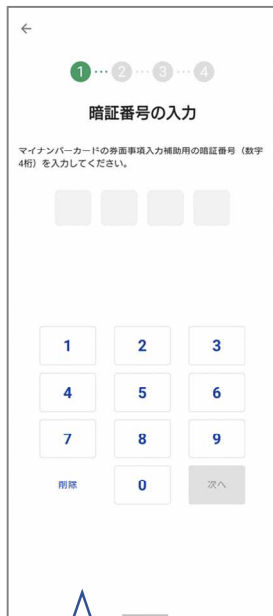 ←
1 ··· 2 ··· 3 ··· 4
暗証番号の入力
マイナンバーカードの券面事項入力補助用の暗証番号（数字
4桁）を入力してください。
1 2 3
4 5 6
7 8 9
削除 0 次へ